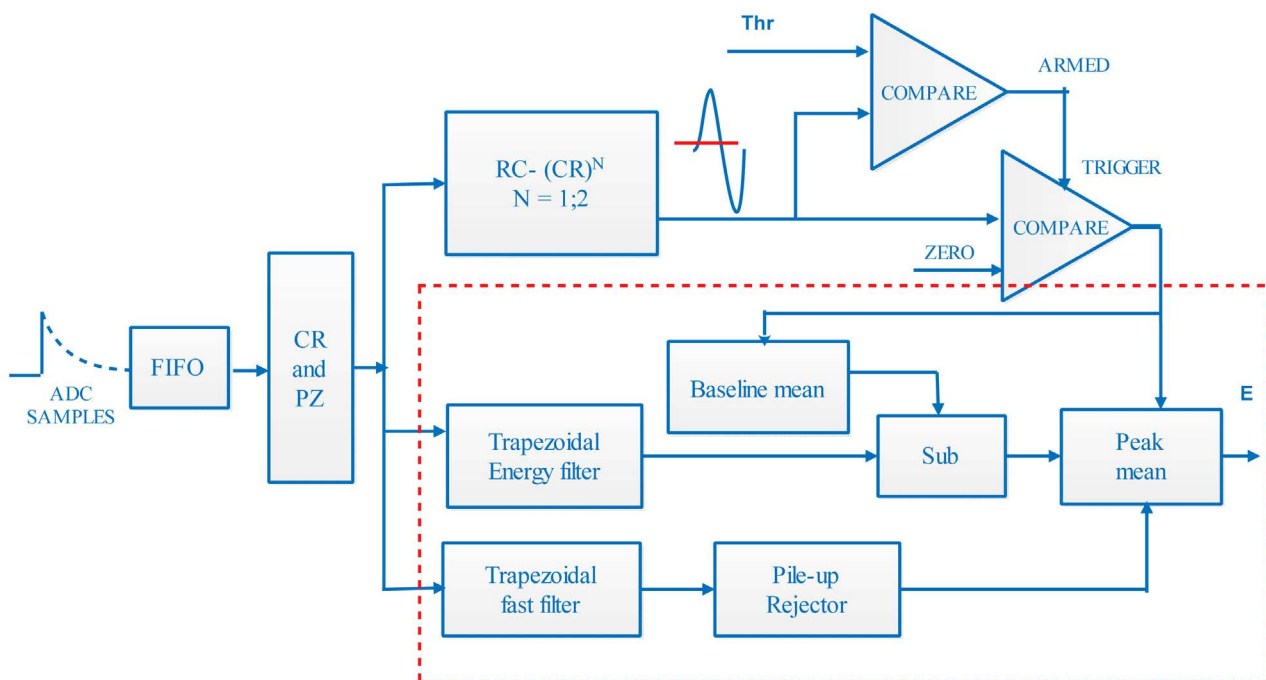 Thr
ARMED
COMPARE
RC- (CR)^N
N = 1;2
TRIGGER
COMPARE
ZERO
CR
and
PZ
FIFO
ADC
SAMPLES
Baseline mean
E
Trapezoidal
Energy filter
Sub
Peak
mean
Trapezoidal
fast filter
Pile-up
Rejector